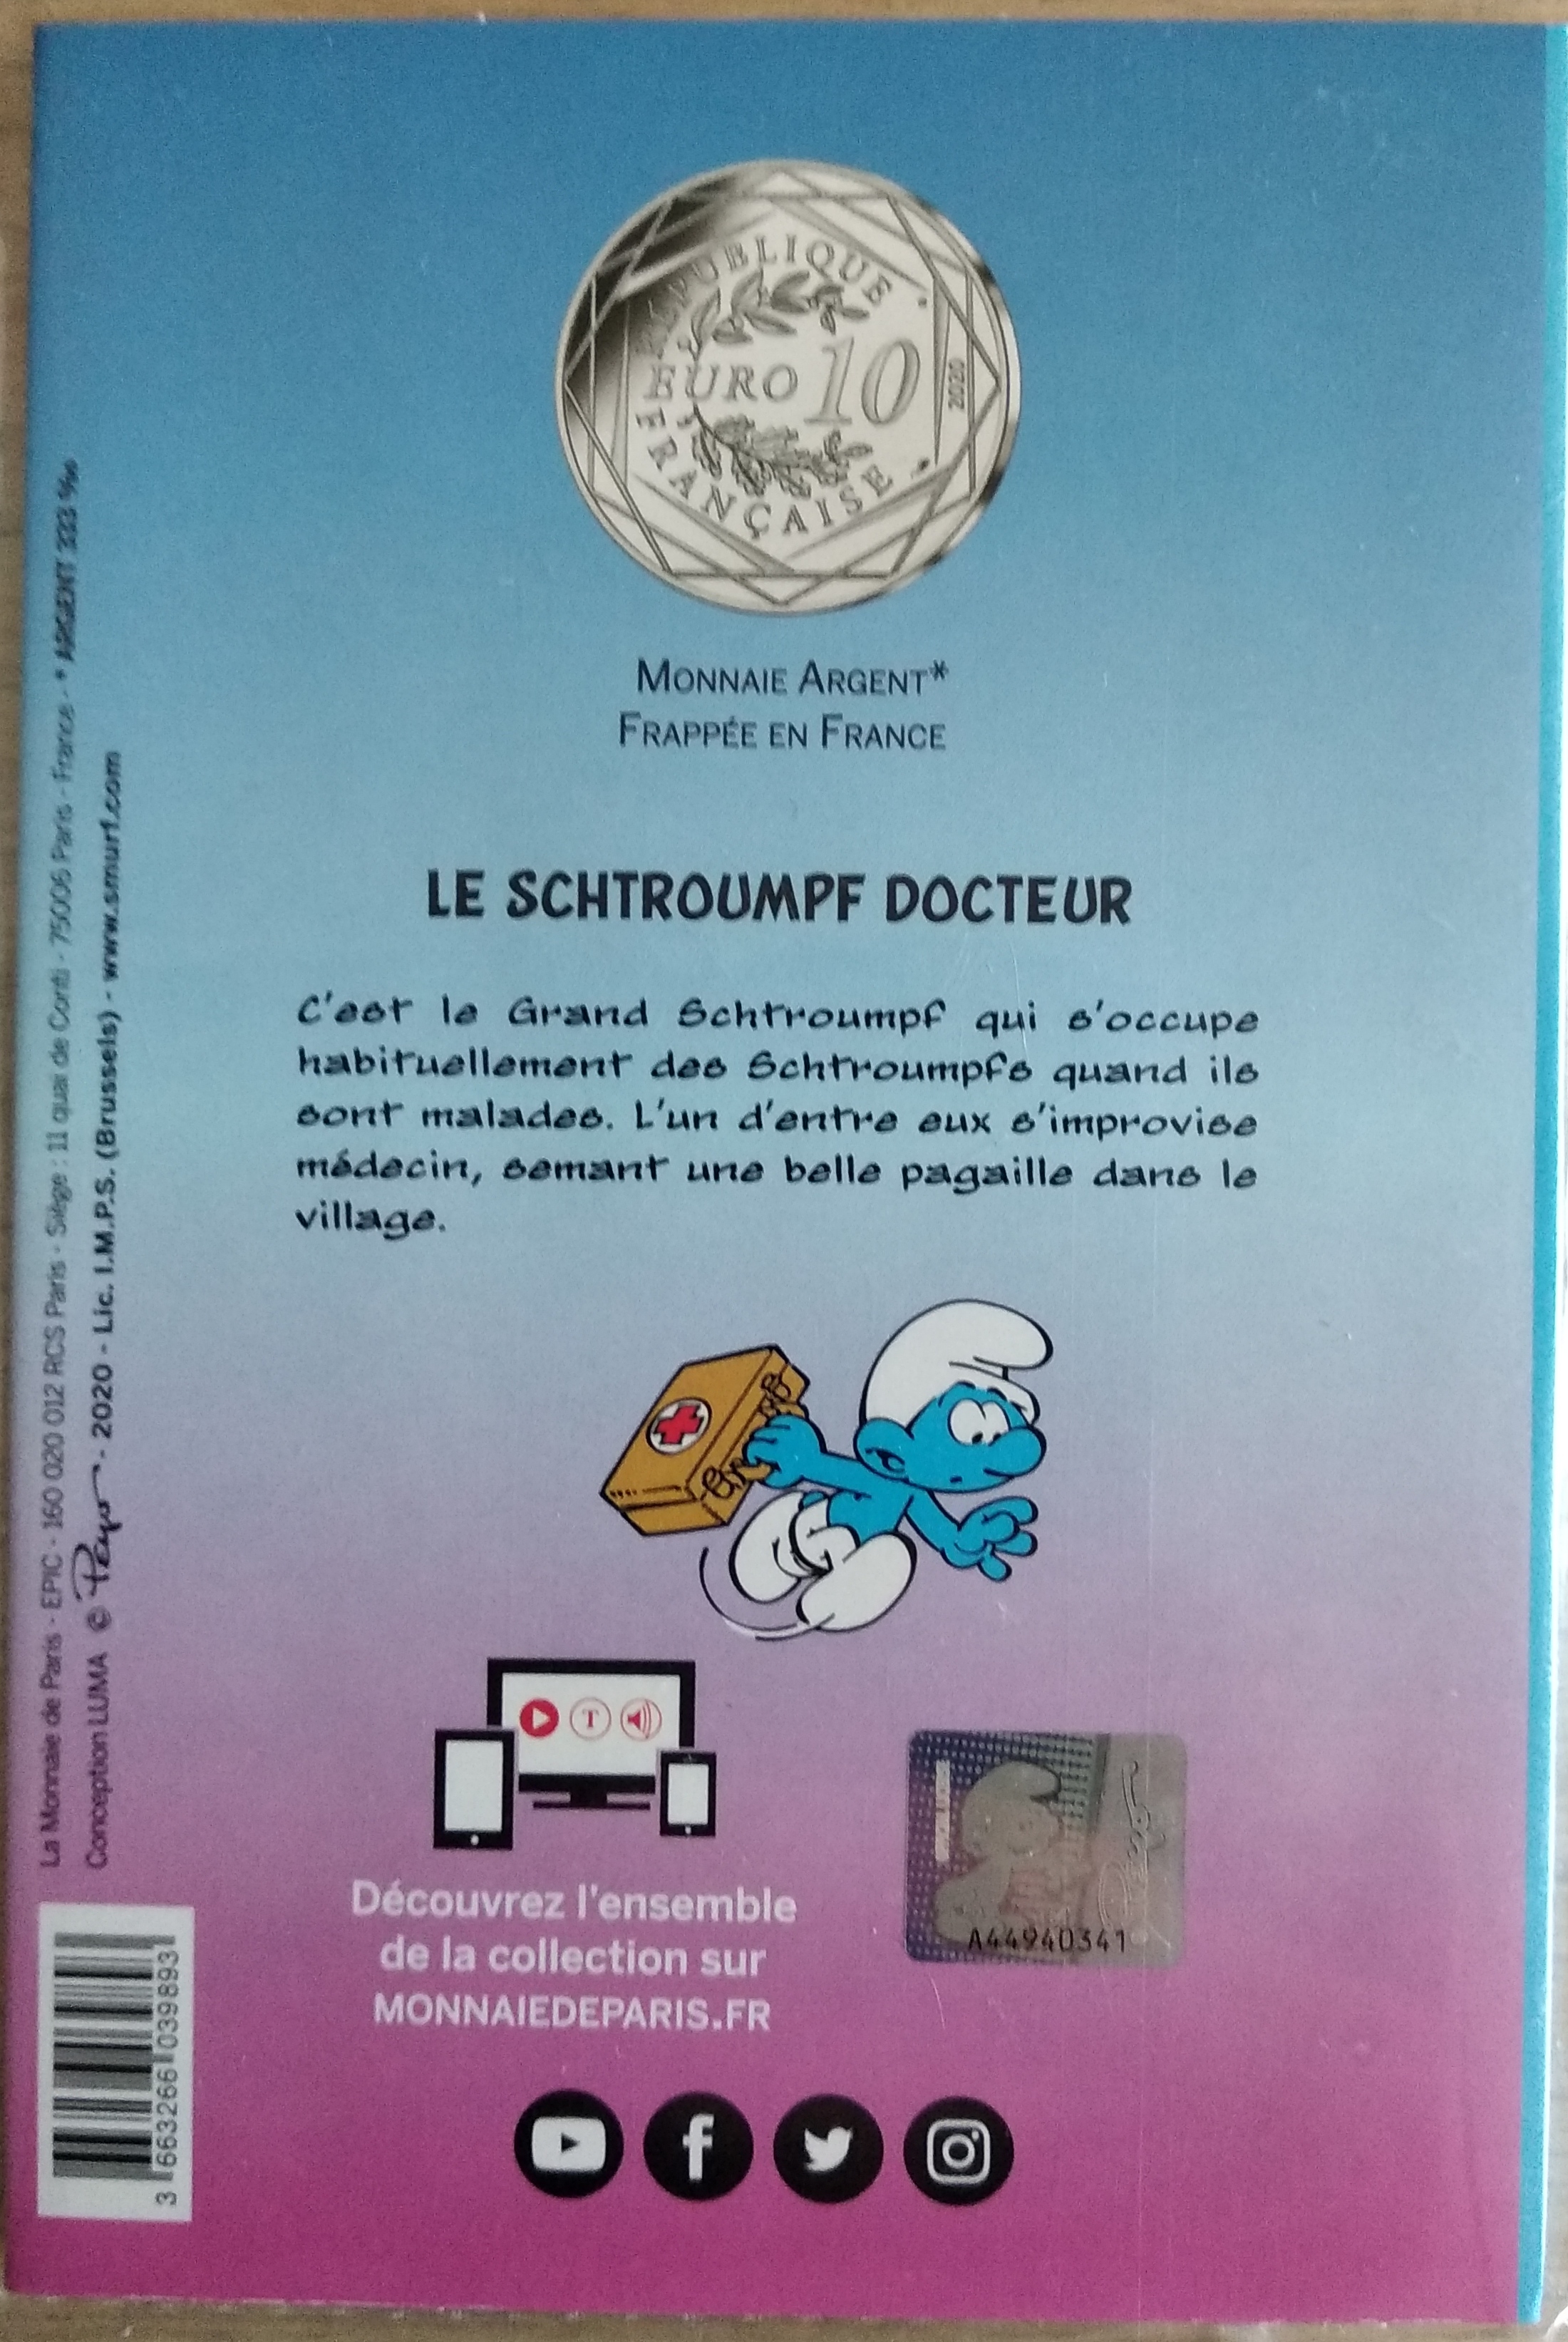 RÉPUBLIQUE
EURO 10
2020
FRANÇAISE
MONNAIE ARGENT*
FRAPPÉE EN FRANCE
LE SCHTROUMPF DOCTEUR
C'est le Grand Schtroumpf qui s'occupe
habituellement des Schtroumpfs quand ils
sont malades. L'un d'entre eux s'improvise
médecin, semant une belle pagaille dans le
village.
T
Découvrez l'ensemble
de la collection sur
MONNAIEDEPARIS.FR
Peyo
A44940341
La Monnaie de Paris - EPIC - 160 020 012 RCS Paris - Siège : 11 quai de Conti - 75006 Paris - France - * ARGENT 333 ‰
Conception LUMA © Peyo - 2020 - Lic. I.M.P.S. (Brussels) - www.smurf.com
3 663266 039893